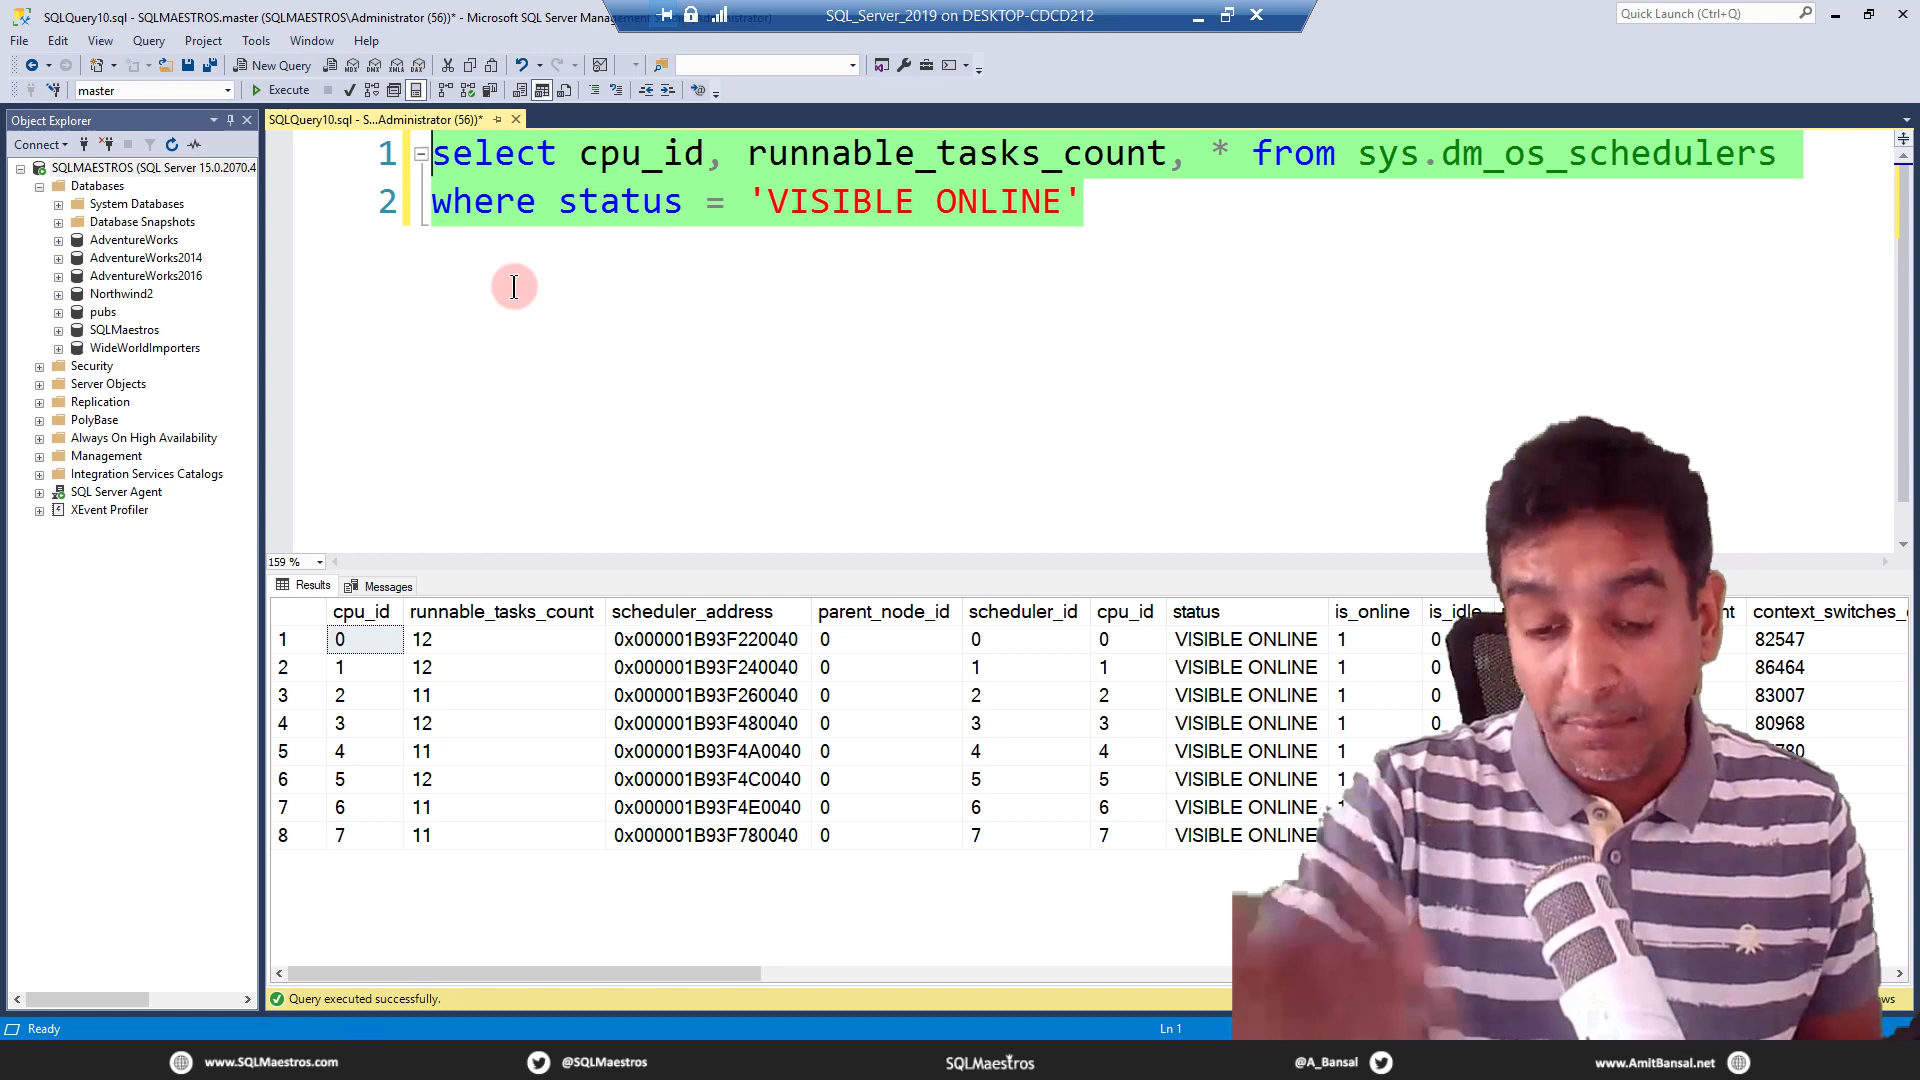 SQLQuery10.sql - SQLMAESTROS.master (SQLMAESTROS\Administrator (56))* - Microsoft SQL Server Management
SQL_Server_2019 on DESKTOP-CDCD212
Quick Launch (Ctrl+Q)
File Edit View Query Project Tools Window Help
New Query
MDX DMX XMLA DAX
master
Execute
Object Explorer
SQLQuery10.sql - S...Administrator (56))*
Connect
SQLMAESTROS (SQL Server 15.0.2070.4
Databases
System Databases
Database Snapshots
AdventureWorks
AdventureWorks2014
AdventureWorks2016
Northwind2
pubs
SQLMaestros
WideWorldImporters
Security
Server Objects
Replication
PolyBase
Always On High Availability
Management
Integration Services Catalogs
SQL Server Agent
XEvent Profiler
1 select cpu_id, runnable_tasks_count, * from sys.dm_os_schedulers
2 where status = 'VISIBLE ONLINE'
159 %
Results Messages
cpu_id runnable_tasks_count scheduler_address parent_node_id scheduler_id cpu_id status is_online is_idle context_switches_
1 0 12 0x000001B93F220040 0 0 0 VISIBLE ONLINE 1 0 82547
2 1 12 0x000001B93F240040 0 1 1 VISIBLE ONLINE 1 0 86464
3 2 11 0x000001B93F260040 0 2 2 VISIBLE ONLINE 1 0 83007
4 3 12 0x000001B93F480040 0 3 3 VISIBLE ONLINE 1 0 80968
5 4 11 0x000001B93F4A0040 0 4 4 VISIBLE ONLINE 1
6 5 12 0x000001B93F4C0040 0 5 5 VISIBLE ONLINE 1
7 6 11 0x000001B93F4E0040 0 6 6 VISIBLE ONLINE
8 7 11 0x000001B93F780040 0 7 7 VISIBLE ONLINE
Query executed successfully.
Ready
Ln 1
www.SQLMaestros.com
@SQLMaestros
SQLMaestros
@A_Bansal
www.AmitBansal.net